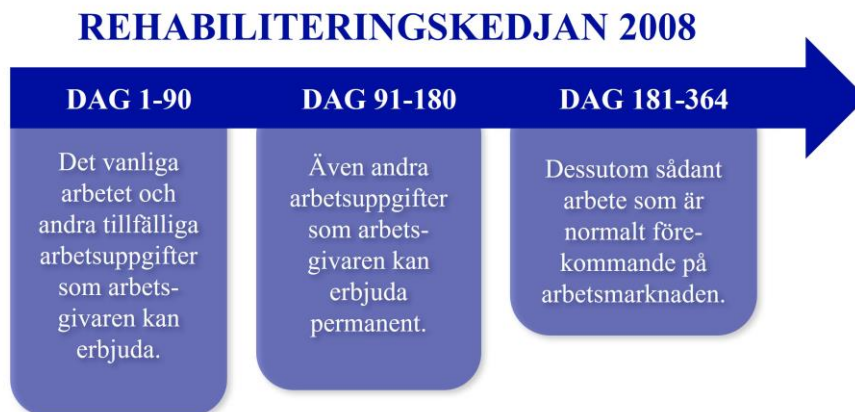 REHABILITERINGSKEDJAN 2008
DAG 1-90
Det vanliga
arbetet och
andra tillfälliga
arbetsuppgifter
som arbets-
givaren kan
erbjuda.
DAG 91-180
Även andra
arbetsuppgifter
som arbets-
givaren kan
erbjuda
permanent.
DAG 181-364
Dessutom sådant
arbete som är
normalt före-
kommande på
arbetsmarknaden.